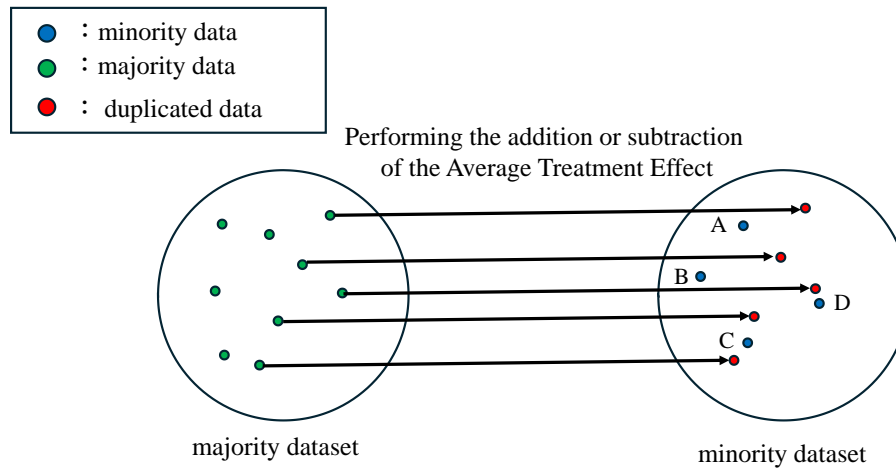 ：minority data
：majority data
： duplicated data
Performing the addition or subtraction
of the Average Treatment Effect
A
B
D
C
majority dataset
minority dataset